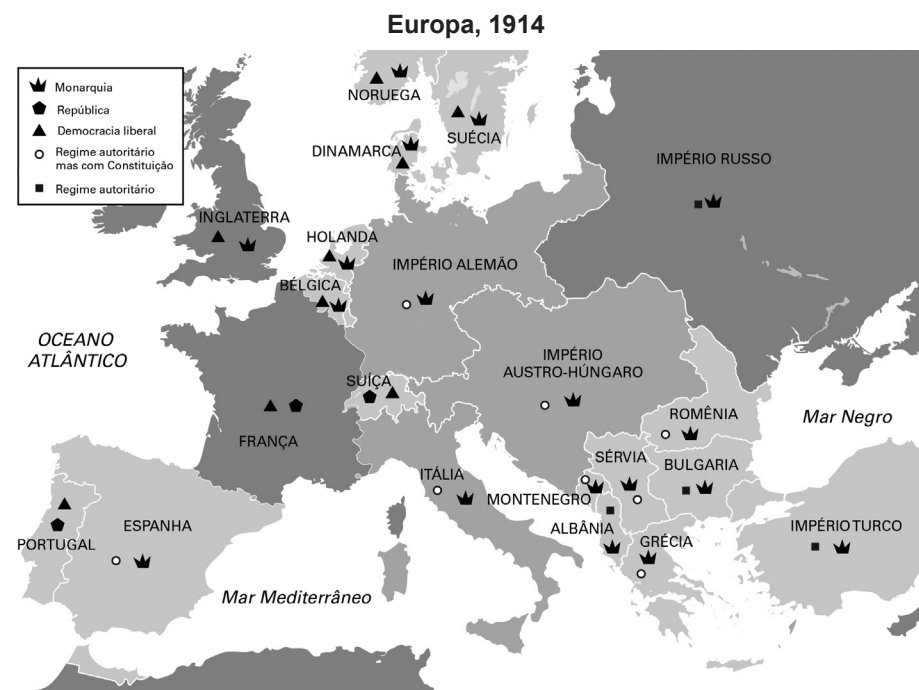 Europa, 1914
Monarquia
República
Democracia liberal
Regime autoritário
mas com Constituição
Regime autoritário
NORUEGA
SUÉCIA
DINAMARCA
IMPÉRIO RUSSO
INGLATERRA
HOLANDA
IMPÉRIO ALEMÃO
BÉLGICA
OCEANO
ATLÂNTICO
IMPÉRIO
AUSTRO-HÚNGARO
SUÍÇA
FRANÇA
ROMÊNIA
Mar Negro
SÉRVIA
BULGARIA
ITÁLIA
MONTENEGRO
ALBÂNIA
GRÉCIA
IMPÉRIO TURCO
PORTUGAL
ESPANHA
Mar Mediterrâneo